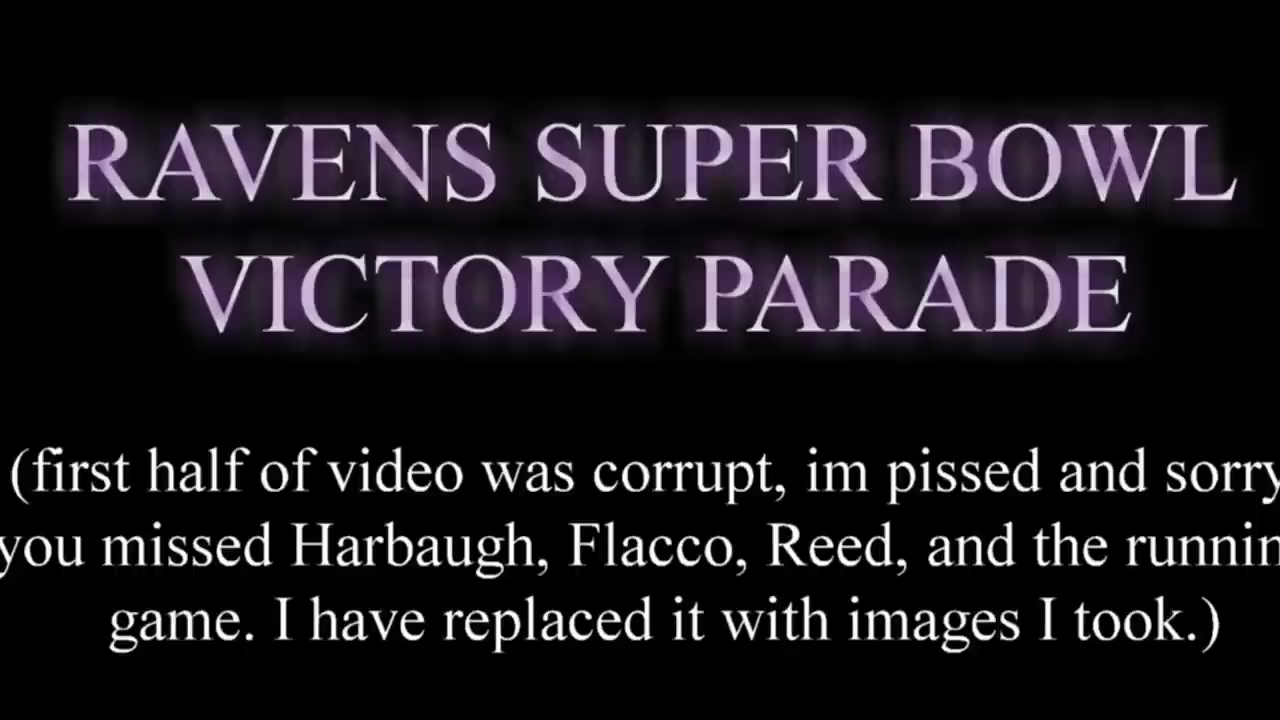 RAVENS SUPER BOWL
VICTORY PARADE
(first half of video was corrupt, im pissed and sorry
you missed Harbaugh, Flacco, Reed, and the runnin
game. I have replaced it with images I took.)